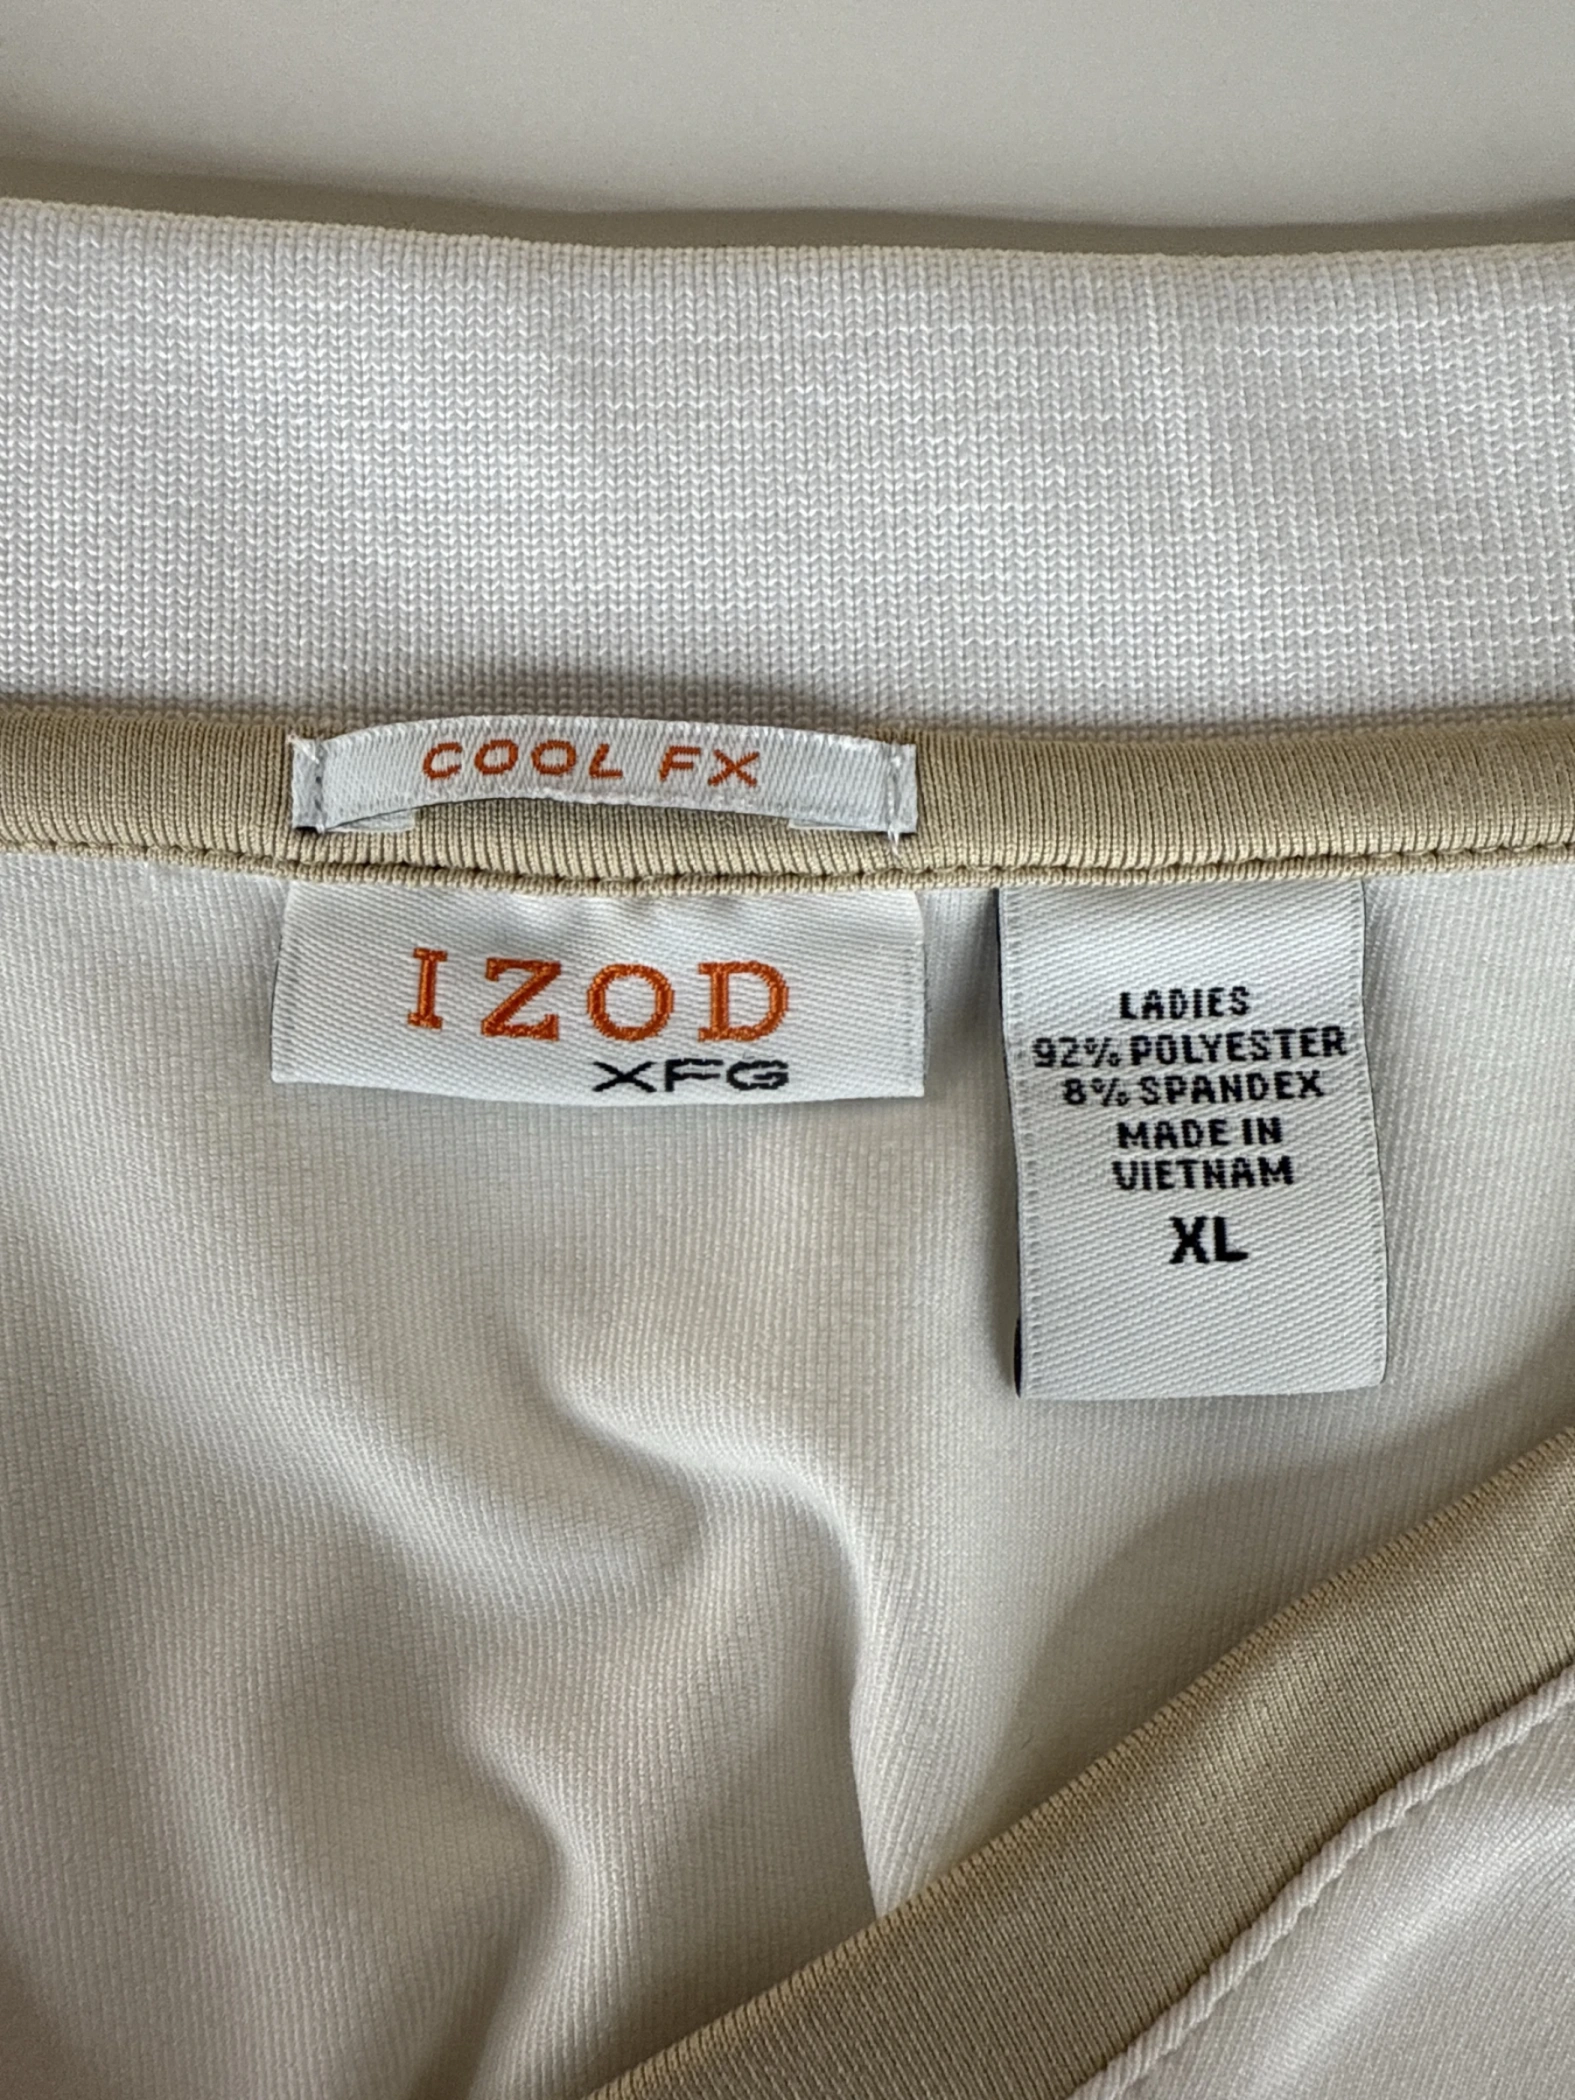 COOL FX
IZOD
XFG
LADIES
92% POLYESTER
8% SPANDEX
MADE IN
VIETNAM
XL